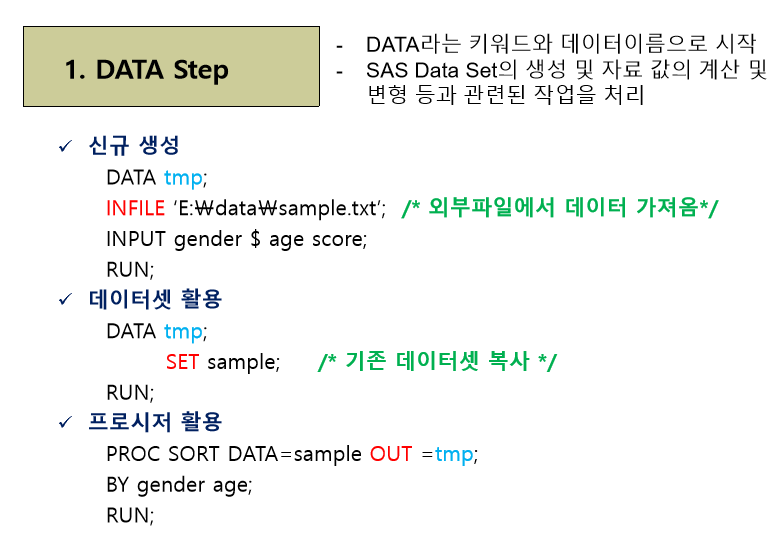 1. DATA Step
- DATA라는 키워드와 데이터이름으로 시작
- SAS Data Set의 생성 및 자료 값의 계산 및
변형 등과 관련된 작업을 처리
✓ 신규 생성
DATA tmp;
INFILE ‘E:₩data₩sample.txt’; /* 외부파일에서 데이터 가져옴*/
INPUT gender $ age score;
RUN;
✓ 데이터셋 활용
DATA tmp;
SET sample; /* 기존 데이터셋 복사 */
RUN;
✓ 프로시저 활용
PROC SORT DATA=sample OUT =tmp;
BY gender age;
RUN;